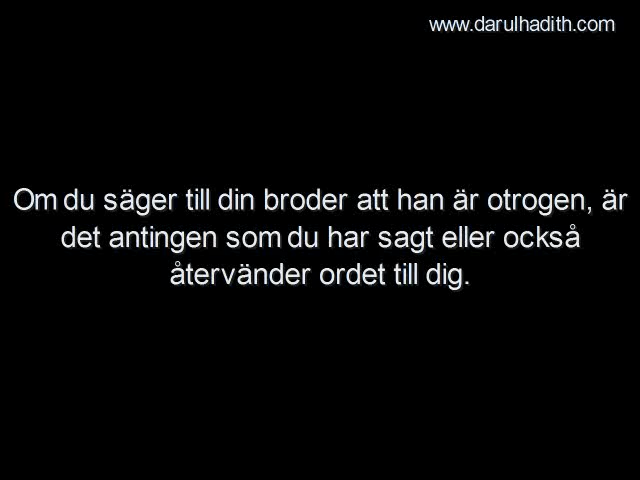 www.darulhadith.com
Om du säger till din broder att han är otrogen, är
det antingen som du har sagt eller också
återvänder ordet till dig.